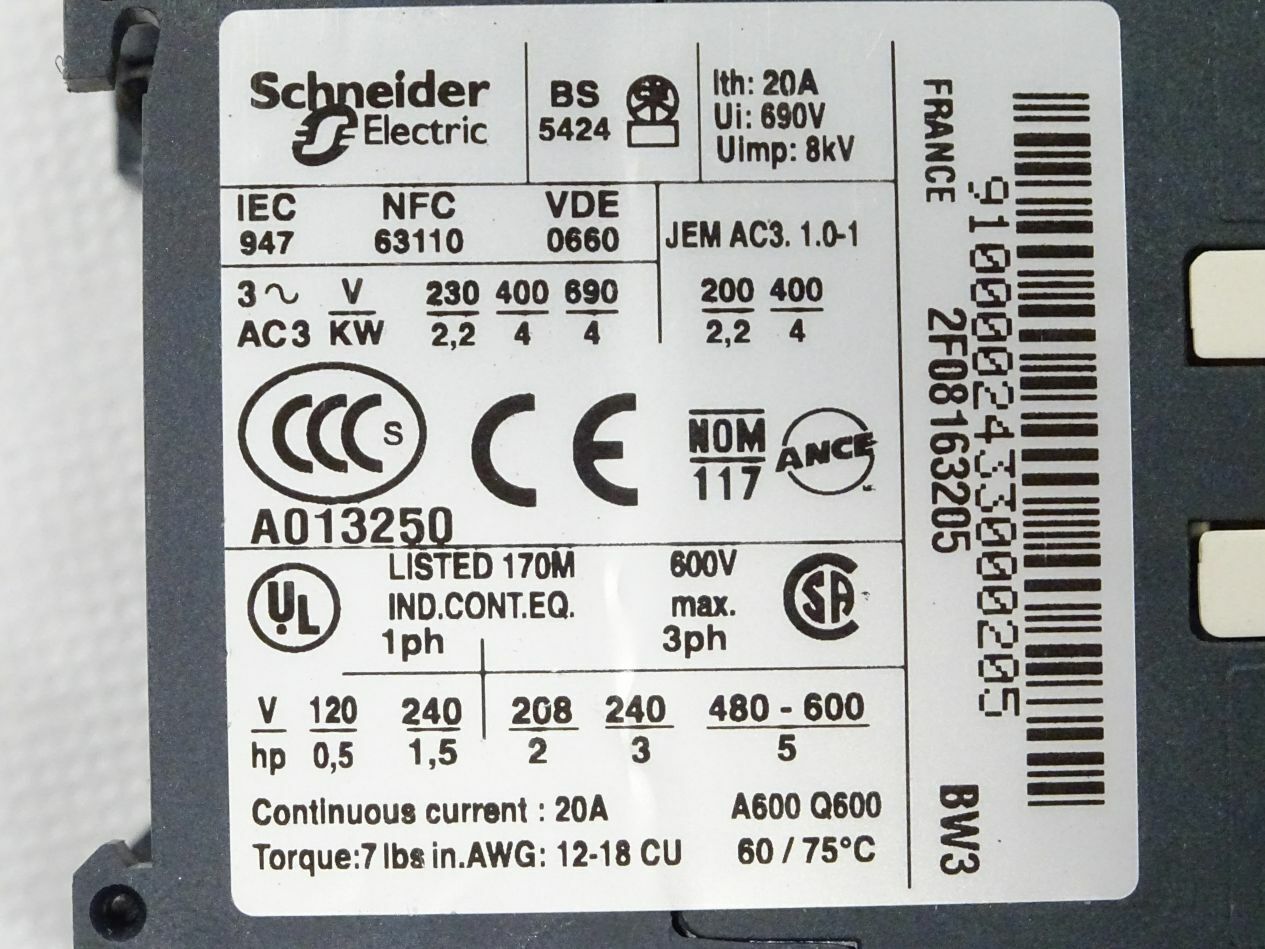 Schneider
Electric
BS
5424
Ith: 20A
Ui: 690V
Uimp: 8kV
IEC NFC VDE
947 63110 0660
JEM AC3. 1.0-1
3~ V 230 400 690
AC3 KW 2,2 4 4
200 400
2,2 4
CCC S
A013250
CE
NOM
117
ANCE
UL
LISTED 170M 600V
IND.CONT.EQ. max.
1ph 3ph
SA
V 120 240 208 240 480 - 600
hp 0,5 1,5 2 3 5
Continuous current : 20A A600 Q600
Torque:7 lbs in.AWG: 12-18 CU 60 / 75°C
FRANCE 2F08163205 BW3
9100002433000205